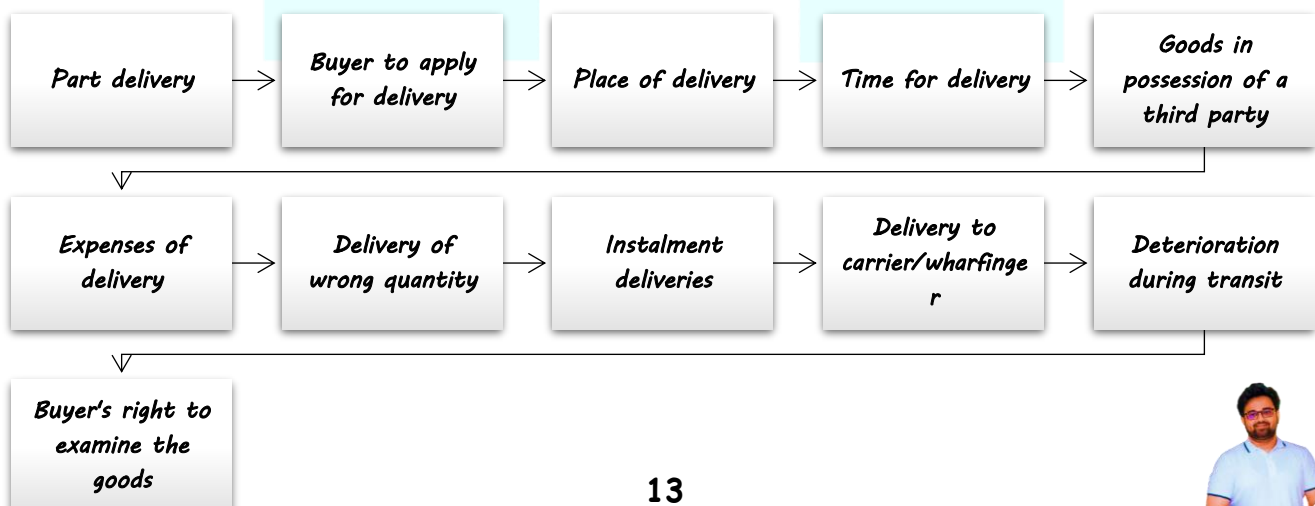 Part delivery
Buyer to apply
for delivery
Place of delivery
Time for delivery
Goods in
possession of a
third party
Expenses of
delivery
Delivery of
wrong quantity
Instalment
deliveries
Delivery to
carrier/wharfinge
r
Deterioration
during transit
Buyer's right to
examine the
goods
13